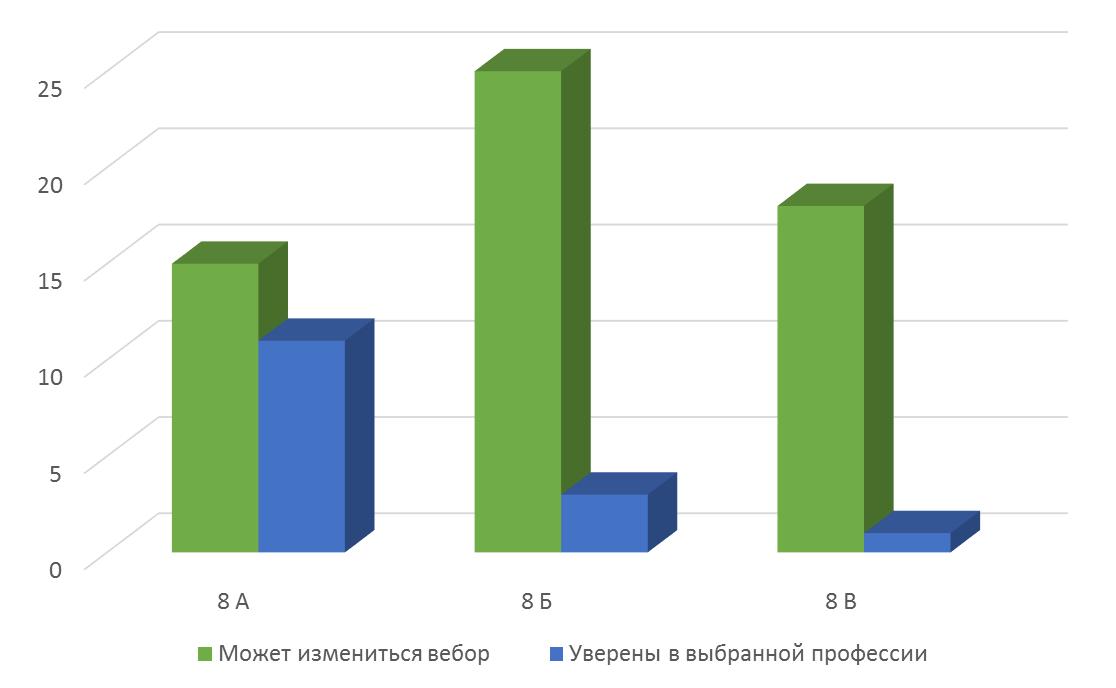 25
20
15
10
5
0
8 А
8 Б
8 В
Может измениться вебор
Уверены в выбранной профессии